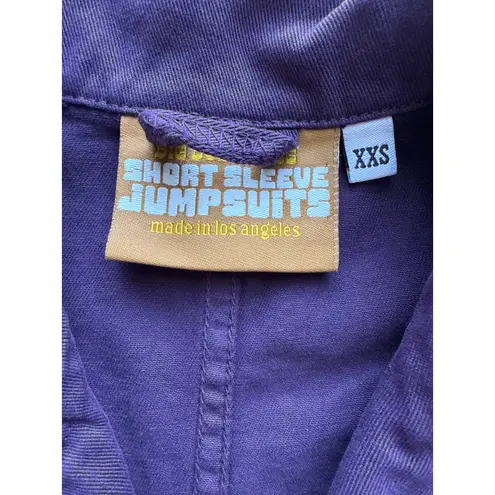 SHORT SLEEVE
JUMPSUITS
made in los angeles
XXS